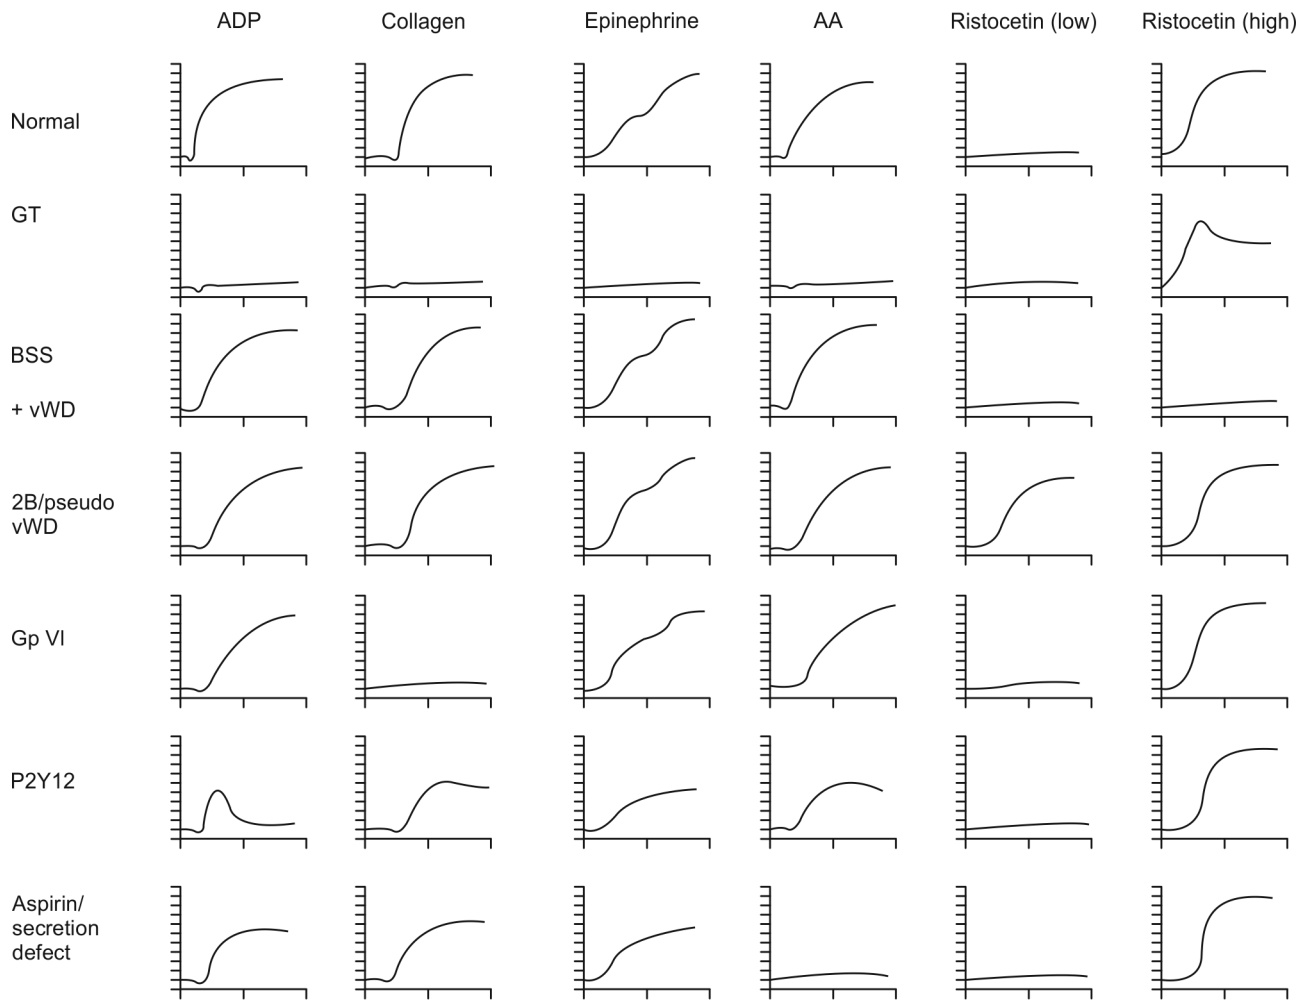 ADP Collagen Epinephrine AA Ristocetin (low) Ristocetin (high)
Normal
GT
BSS
+ vWD
2B/pseudo
vWD
Gp VI
P2Y12
Aspirin/
secretion
defect